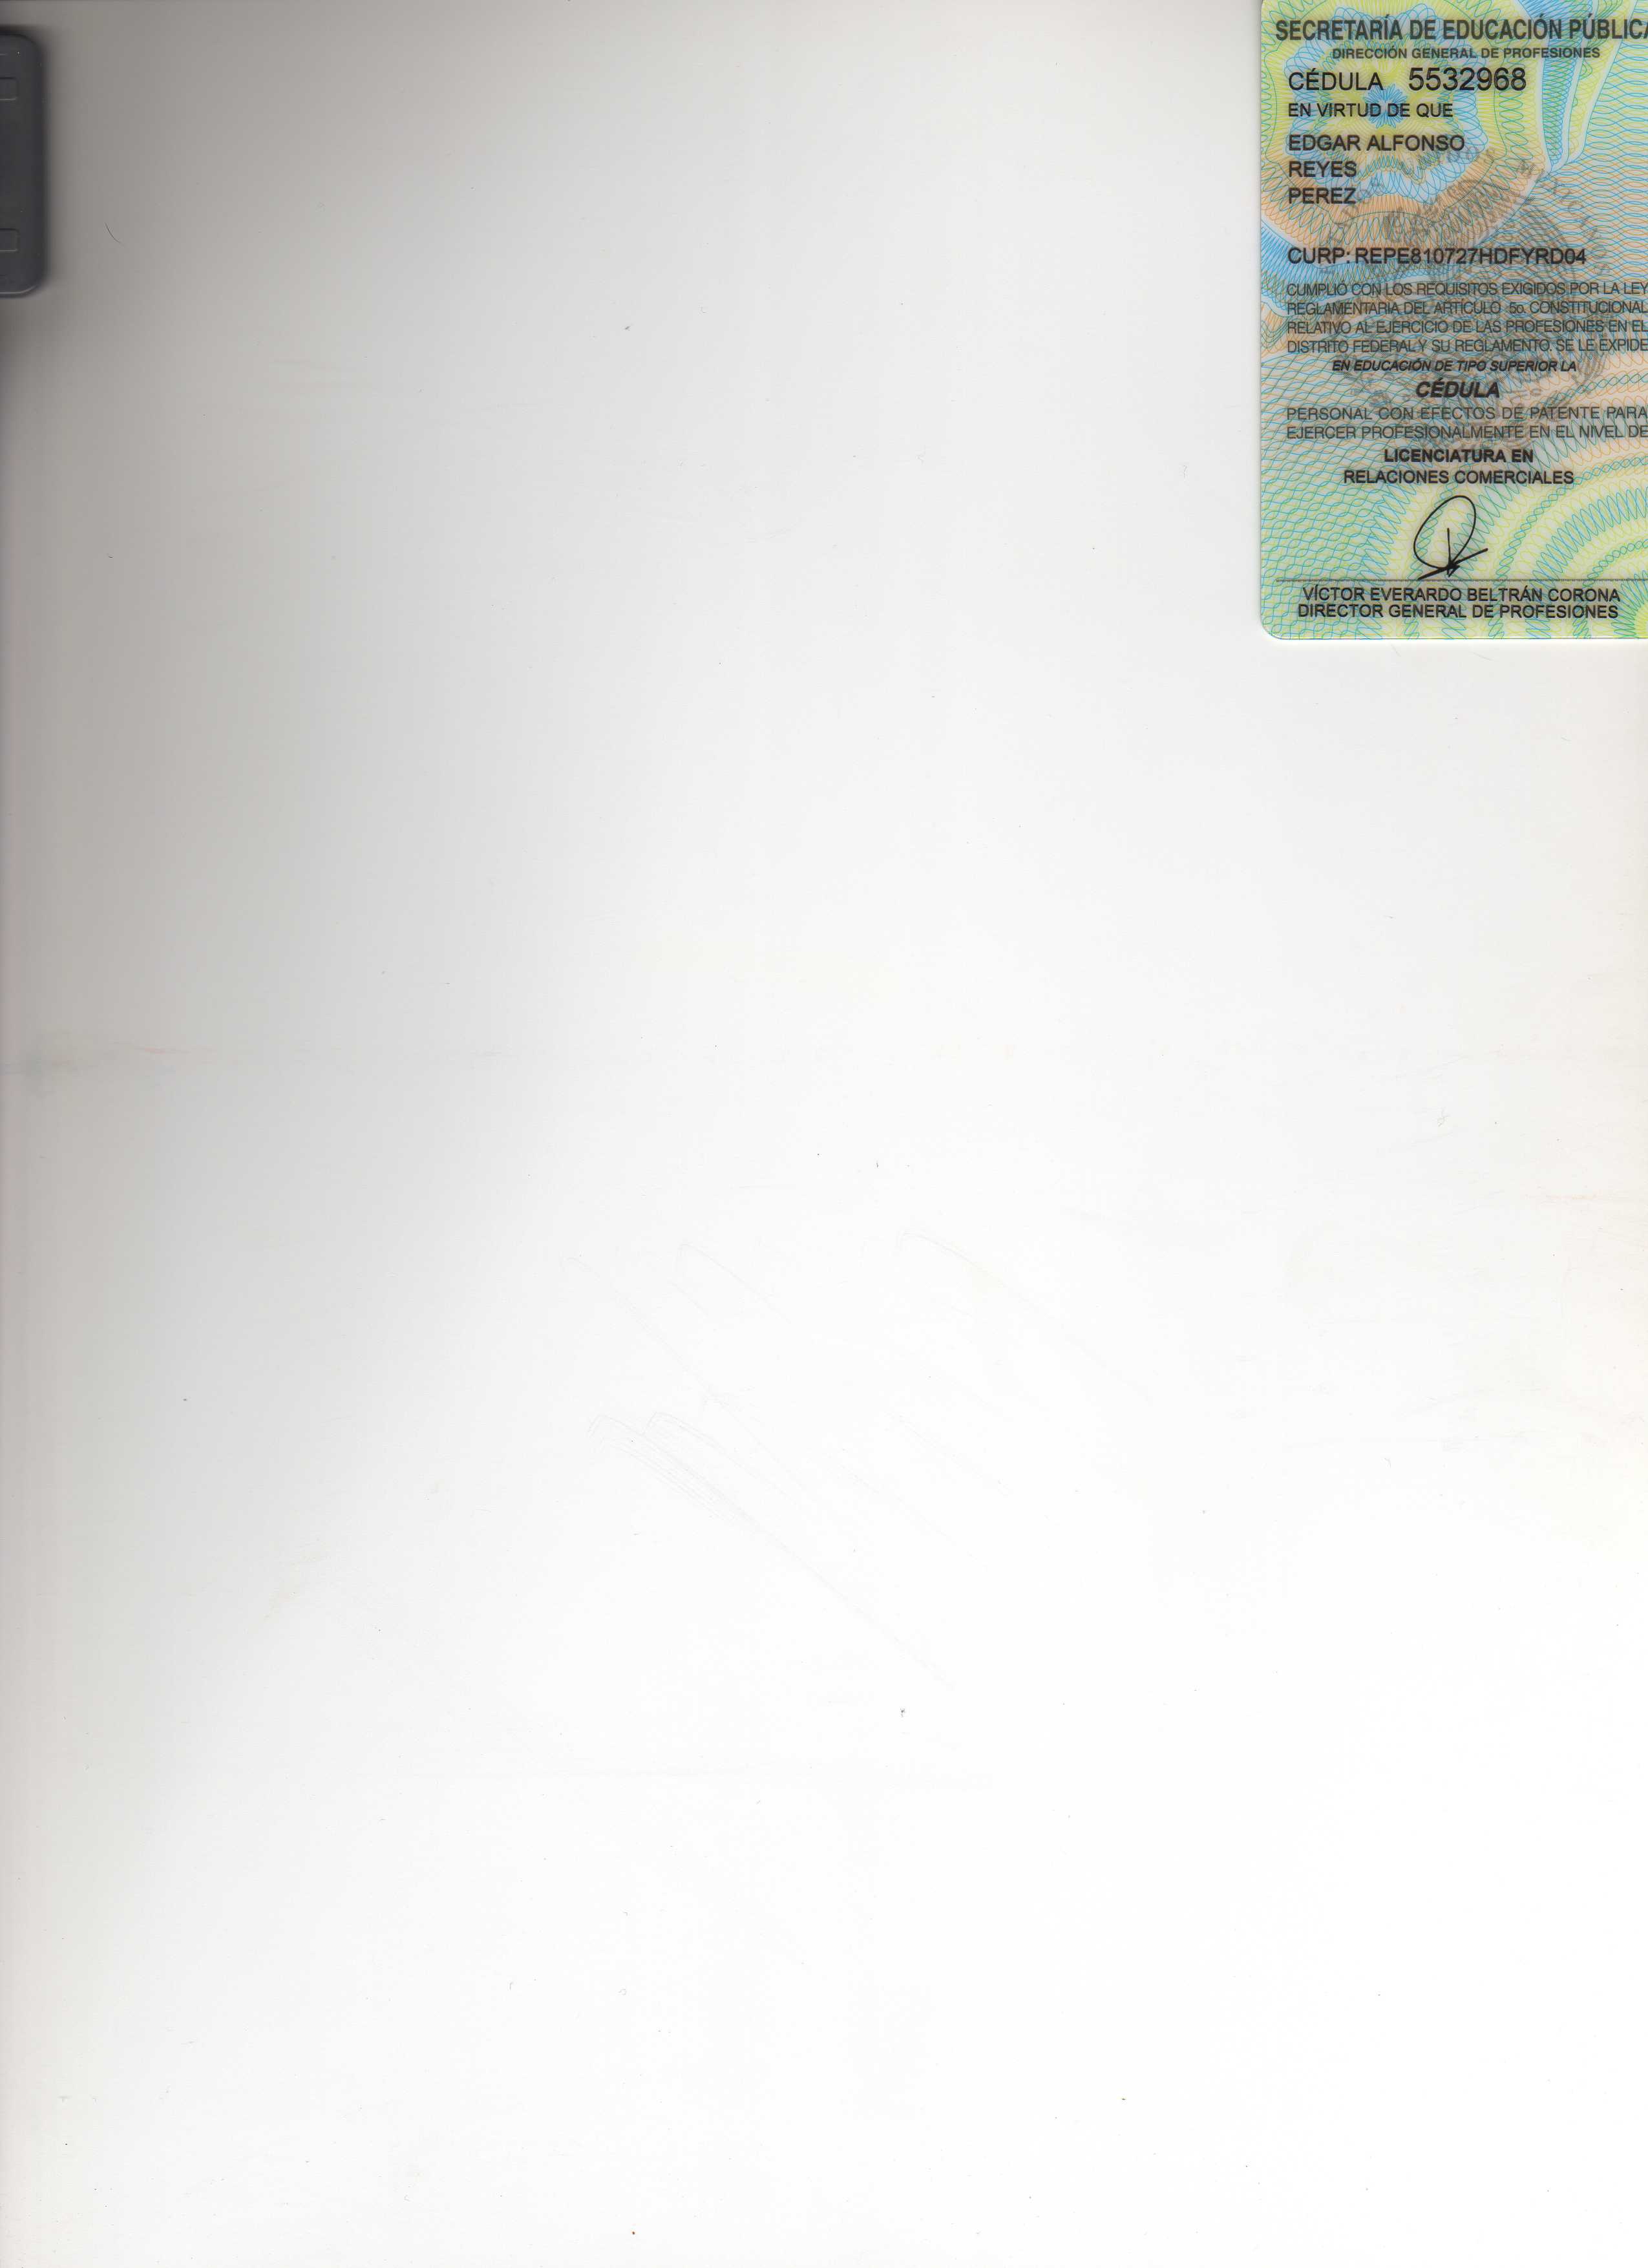 SECRETARÍA DE EDUCACIÓN PÚBLICA
DIRECCIÓN GENERAL DE PROFESIONES
CÉDULA 5532968
EN VIRTUD DE QUE
EDGAR ALFONSO
REYES
PEREZ
CURP: REPE810727HDFYRD04
CUMPLIÓ CON LOS REQUISITOS EXIGIDOS POR LA LEY
REGLAMENTARIA DEL ARTÍCULO 5o. CONSTITUCIONAL,
RELATIVO AL EJERCICIO DE LAS PROFESIONES EN EL
DISTRITO FEDERAL Y SU REGLAMENTO. SE LE EXPIDE
EN EDUCACIÓN DE TIPO SUPERIOR LA
CÉDULA
PERSONAL CON EFECTOS DE PATENTE PARA
EJERCER PROFESIONALMENTE EN EL NIVEL DE
LICENCIATURA EN
RELACIONES COMERCIALES
VÍCTOR EVERARDO BELTRÁN CORONA
DIRECTOR GENERAL DE PROFESIONES